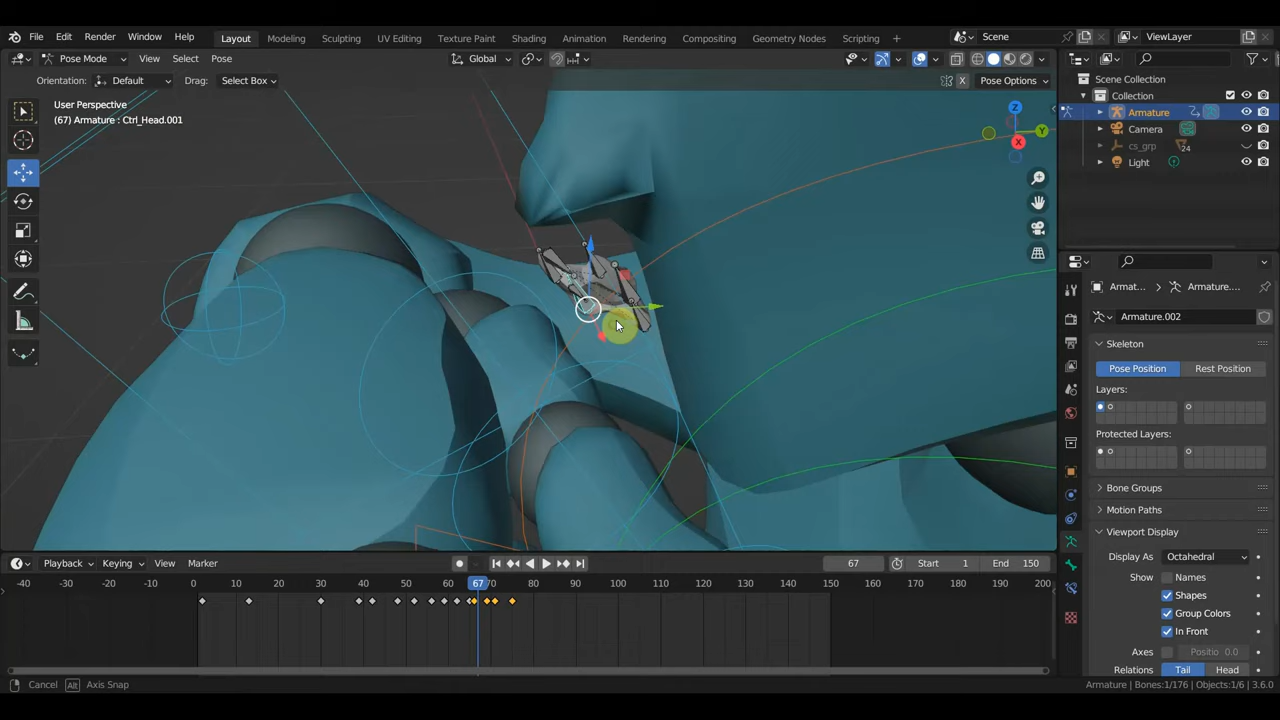 File Edit Render Window Help Layout Modeling Sculpting UV Editing Texture Paint Shading Animation Rendering Compositing Geometry Nodes Scripting + Scene ViewLayer
Pose Mode View Select Pose Global
Orientation: Default Drag: Select Box X Pose Options
User Perspective
(67) Armature : Ctrl_Head.001
Z
Y
X
Scene Collection
Collection
Armature
Camera
cs_grp 24
Light
Armat... Armature....
Armature.002
Skeleton
Pose Position Rest Position
Layers:
Protected Layers:
Bone Groups
Motion Paths
Viewport Display
Display As Octahedral
Show Names
Shapes
Group Colors
In Front
Axes Positio 0.0
Relations Tail Head
Playback Keying View Marker 67 Start 1 End 150
-40 -30 -20 -10 0 10 20 30 40 50 60 67 70 80 90 100 110 120 130 140 150 160 170 180 190 200
Cancel Alt Axis Snap Armature | Bones:1/176 | Objects:1/6 | 3.6.0